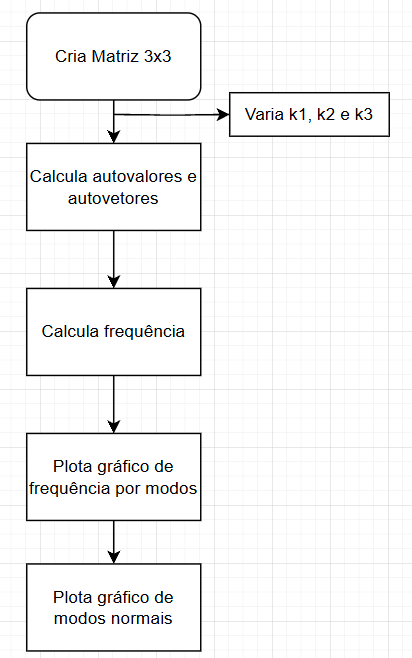 Cria Matriz 3x3
Varia k1, k2 e k3
Calcula autovalores e
autovetores
Calcula frequência
Plota gráfico de
frequência por modos
Plota gráfico de
modos normais